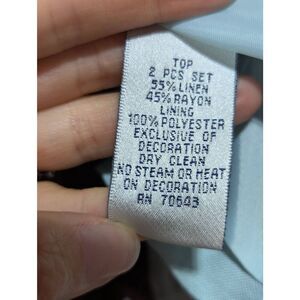 TOP
2 PCS SET
55% LINEN
45% RAYON
LINING
100% POLYESTER
EXCLUSIVE OF
DECORATION
DRY CLEAN
NO STEAM OR HEAT
ON DECORATION
RN 70643